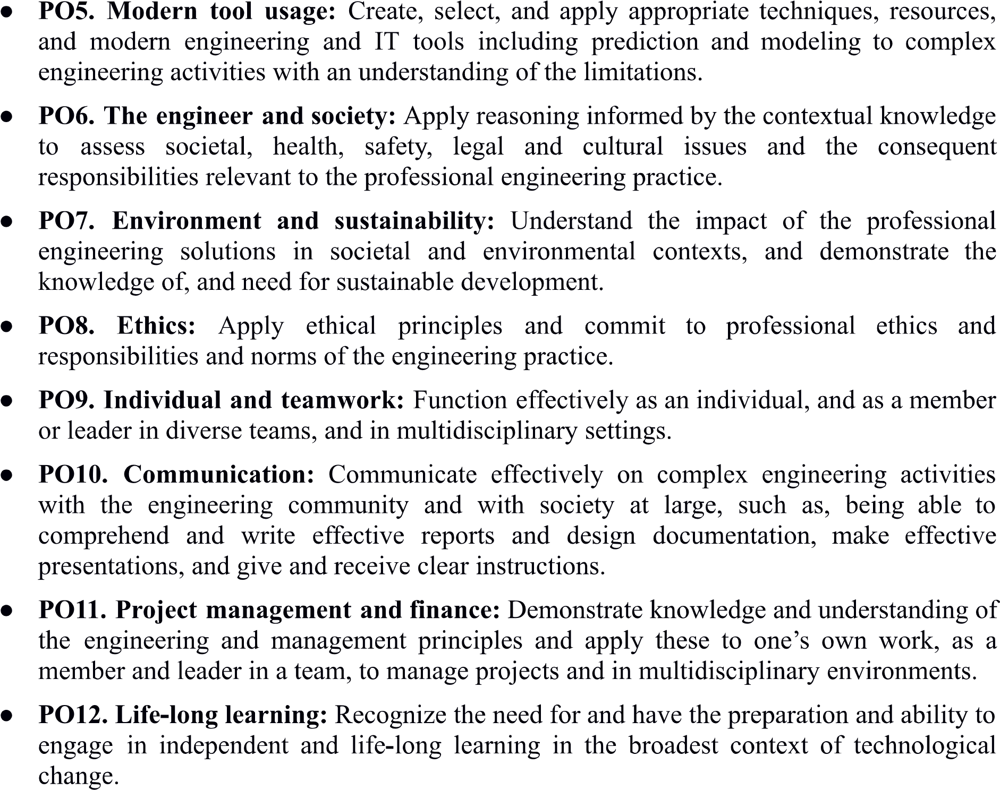 ● PO5. Modern tool usage: Create, select, and apply appropriate techniques, resources,
and modern engineering and IT tools including prediction and modeling to complex
engineering activities with an understanding of the limitations.
● PO6. The engineer and society: Apply reasoning informed by the contextual knowledge
to assess societal, health, safety, legal and cultural issues and the consequent
responsibilities relevant to the professional engineering practice.
● PO7. Environment and sustainability: Understand the impact of the professional
engineering solutions in societal and environmental contexts, and demonstrate the
knowledge of, and need for sustainable development.
● PO8. Ethics: Apply ethical principles and commit to professional ethics and
responsibilities and norms of the engineering practice.
● PO9. Individual and teamwork: Function effectively as an individual, and as a member
or leader in diverse teams, and in multidisciplinary settings.
● PO10. Communication: Communicate effectively on complex engineering activities
with the engineering community and with society at large, such as, being able to
comprehend and write effective reports and design documentation, make effective
presentations, and give and receive clear instructions.
● PO11. Project management and finance: Demonstrate knowledge and understanding of
the engineering and management principles and apply these to one’s own work, as a
member and leader in a team, to manage projects and in multidisciplinary environments.
● PO12. Life-long learning: Recognize the need for and have the preparation and ability to
engage in independent and life-long learning in the broadest context of technological
change.